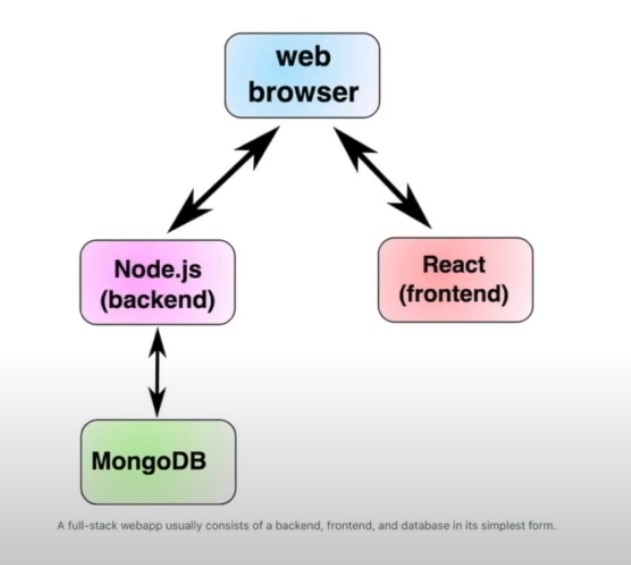 web
browser
Node.js
(backend)
React
(frontend)
MongoDB
A full-stack webapp usually consists of a backend, frontend, and database in its simplest form.